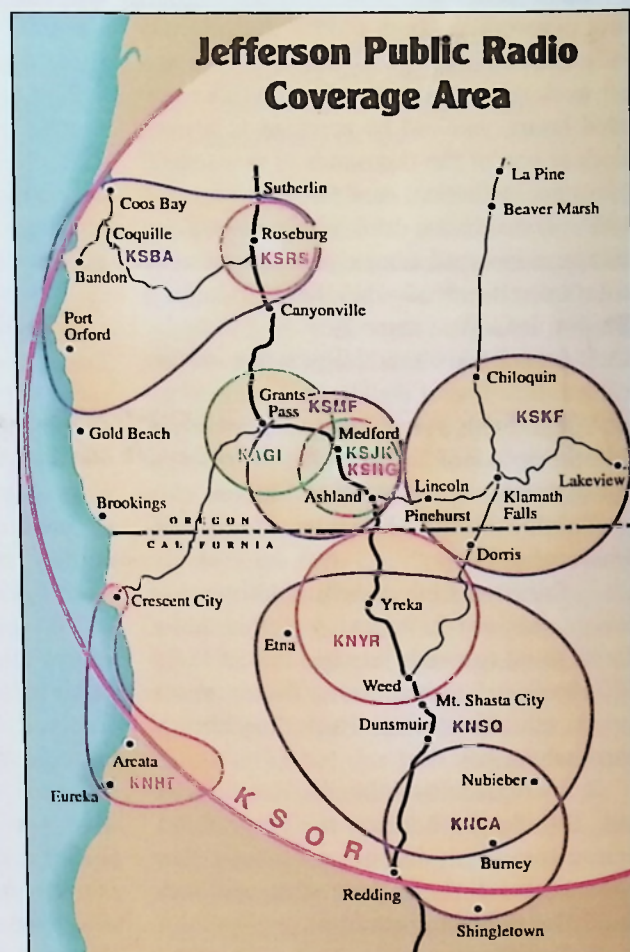 Jefferson Public Radio
Coverage Area
La Pine
Sutherlin
Beaver Marsh
Coos Bay
Coquille
Roseburg
KSBA
KSRS
Bandon
Canyonville
Port
Orford
Chiloquin
Grants
Pass
KSMF
KSKF
Gold Beach
Medford
KAGI
KSJK
KSRG
Lakeview
Ashland
Lincoln
Klamath
Falls
Pinehurst
Brookings
OREGON
CALIFORNIA
Dorris
Crescent City
Yreka
Etna
KNYR
Weed
Mt. Shasta City
Dunsmuir
KNSQ
Arcata
KNHT
Nubieber
Eureka
KSOR
KNCA
Burney
Redding
Shingletown